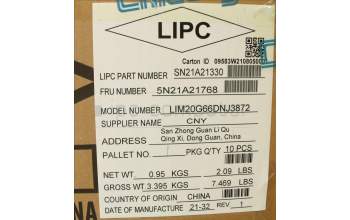 LIPC
Carton ID 09503W2108050
LIPC PART NUMBER SN21A21330
FRU NUMBER 5N21A21768
MODEL NUMBER LIM20G66DNJ3872
SUPPLIER NAME CNY
ADDRESS San Zhong Guan Li Qu
Qing Xi, Dong Guan, China
PALLET PKG Q'TY 10 PCS
NET WT 0.95 KGS 2.09 LBS
GROSS WT 3.395 KGS 7.469 LBS
COUNTRY OF ORIGIN CHINA
DATE OF MANUFACTURE 21-32 REV 1